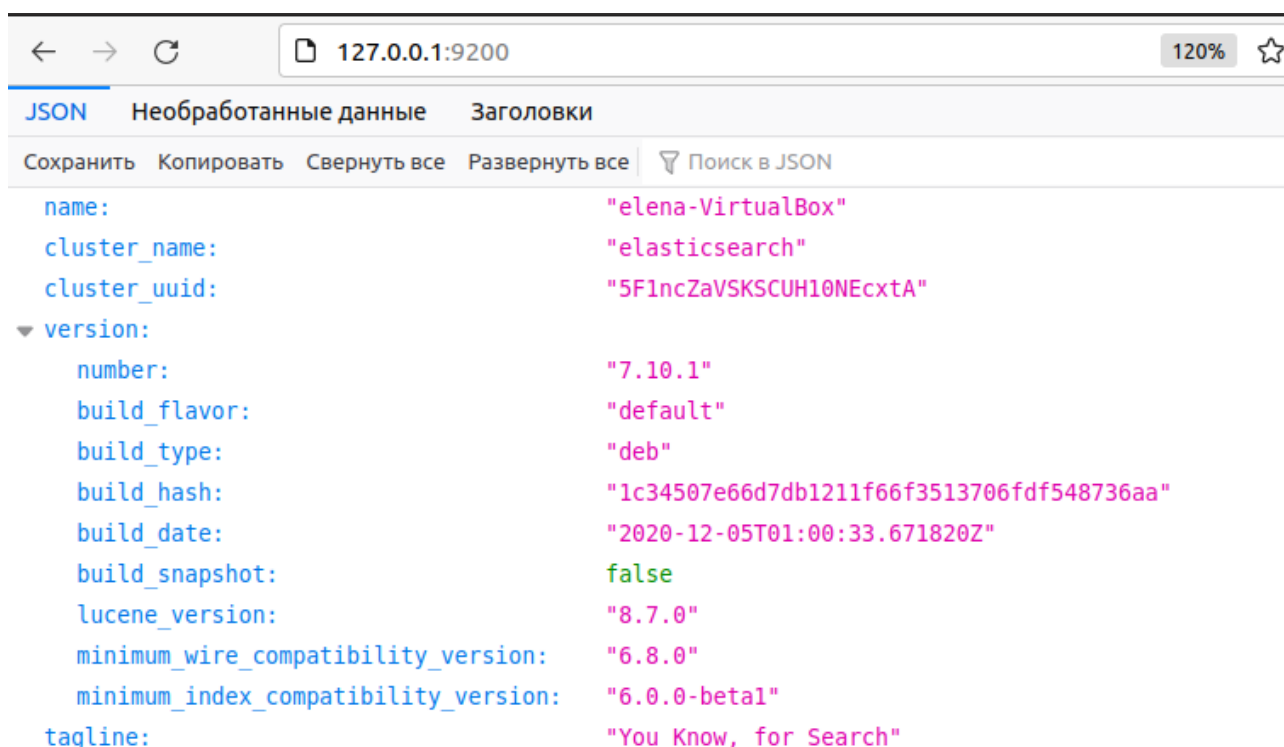 127.0.0.1:9200 120%
JSON Необработанные данные Заголовки
Сохранить Копировать Свернуть все Развернуть все Поиск в JSON
name: "elena-VirtualBox"
cluster_name: "elasticsearch"
cluster_uuid: "5F1ncZaVSKSCUH10NEcxtA"
version:
number: "7.10.1"
build_flavor: "default"
build_type: "deb"
build_hash: "1c34507e66d7db1211f66f3513706fdf548736aa"
build_date: "2020-12-05T01:00:33.671820Z"
build_snapshot: false
lucene_version: "8.7.0"
minimum_wire_compatibility_version: "6.8.0"
minimum_index_compatibility_version: "6.0.0-beta1"
tagline: "You Know, for Search"